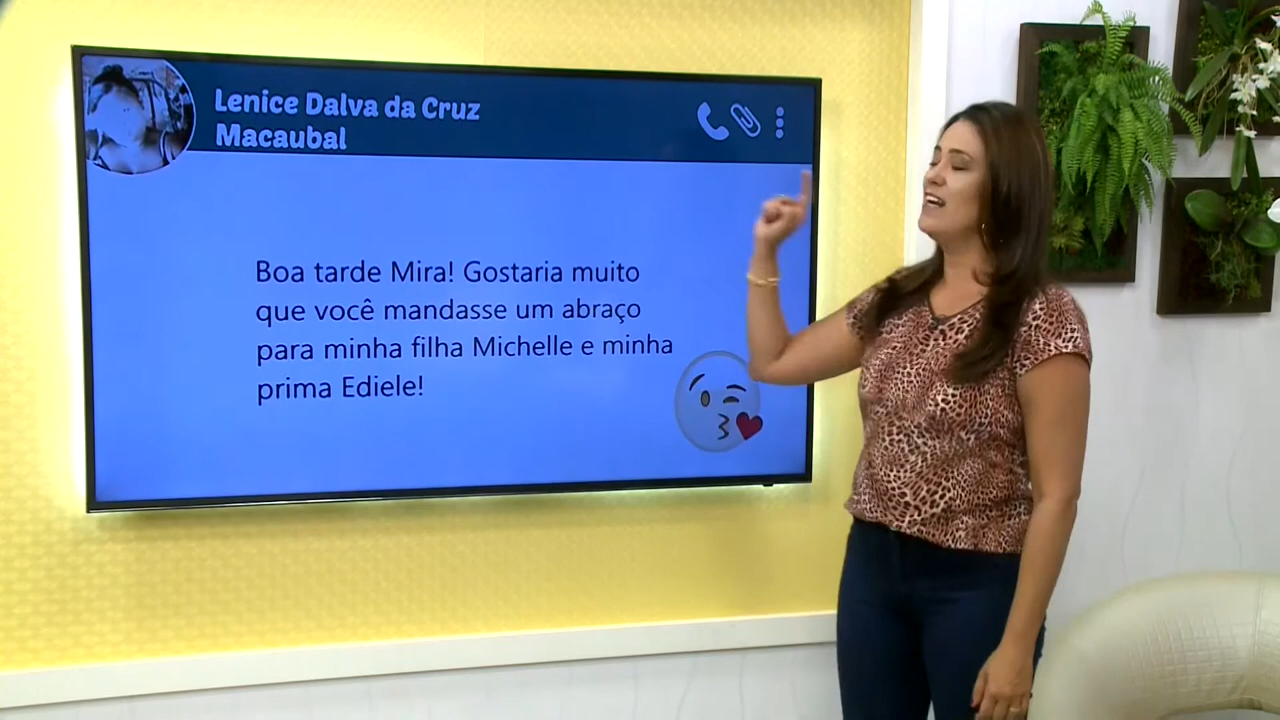 Lenice Dalva da Cruz
Macaubal
Boa tarde Mira! Gostaria muito
que você mandasse um abraço
para minha filha Michelle e minha
prima Ediele!